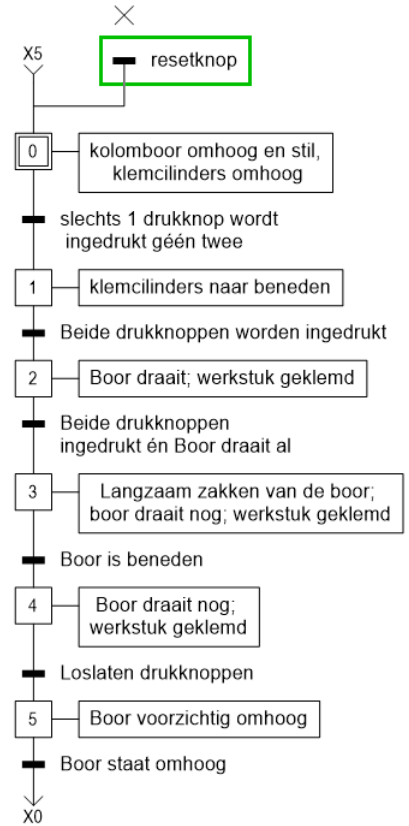 X5
resetknop
0
kolomboor omhoog en stil,
klemcilinders omhoog
slechts 1 drukknop wordt
ingedrukt géén twee
1
klemcilinders naar beneden
Beide drukknoppen worden ingedrukt
2
Boor draait; werkstuk geklemd
Beide drukknoppen
ingedrukt én Boor draait al
3
Langzaam zakken van de boor;
boor draait nog; werkstuk geklemd
Boor is beneden
4
Boor draait nog;
werkstuk geklemd
Loslaten drukknoppen
5
Boor voorzichtig omhoog
Boor staat omhoog
X0